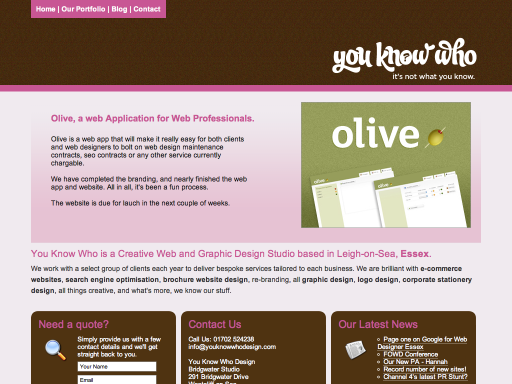 Home | Our Portfolio | Blog | Contact
you know who
it's not what you know.
Olive, a web Application for Web Professionals.
Olive is a web app that will make it really easy for both clients
and web designers to bolt on web design maintenance
contracts, seo contracts or any other service currently
chargable.
We have completed the branding, and nearly finished the web
app and website. All in all, it's been a fun process.
The website is due for lauch in the next couple of weeks.
olive
olive
You Know Who is a Creative Web and Graphic Design Studio based in Leigh-on-Sea, Essex.
We work with a select group of clients each year to deliver bespoke services tailored to each business. We are brilliant with e-commerce
websites, search engine optimisation, brochure website design, re-branding, all graphic design, logo design, corporate stationery
design, all things creative, and what's more, we know our stuff.
Need a quote?
Simply provide us with a few
contact details and we'll get
straight back to you.
Your Name
Email
Contact Us
Call Us: 01702 524238
info@youknowwhodesign.com
You Know Who Design
Bridgwater Studio
291 Bridgwater Drive
Our Latest News
Page one on Google for Web
Designer Essex
FOWD Conference
Our New PA - Hannah
Record number of new sites!
Channel 4's latest PR Stunt?